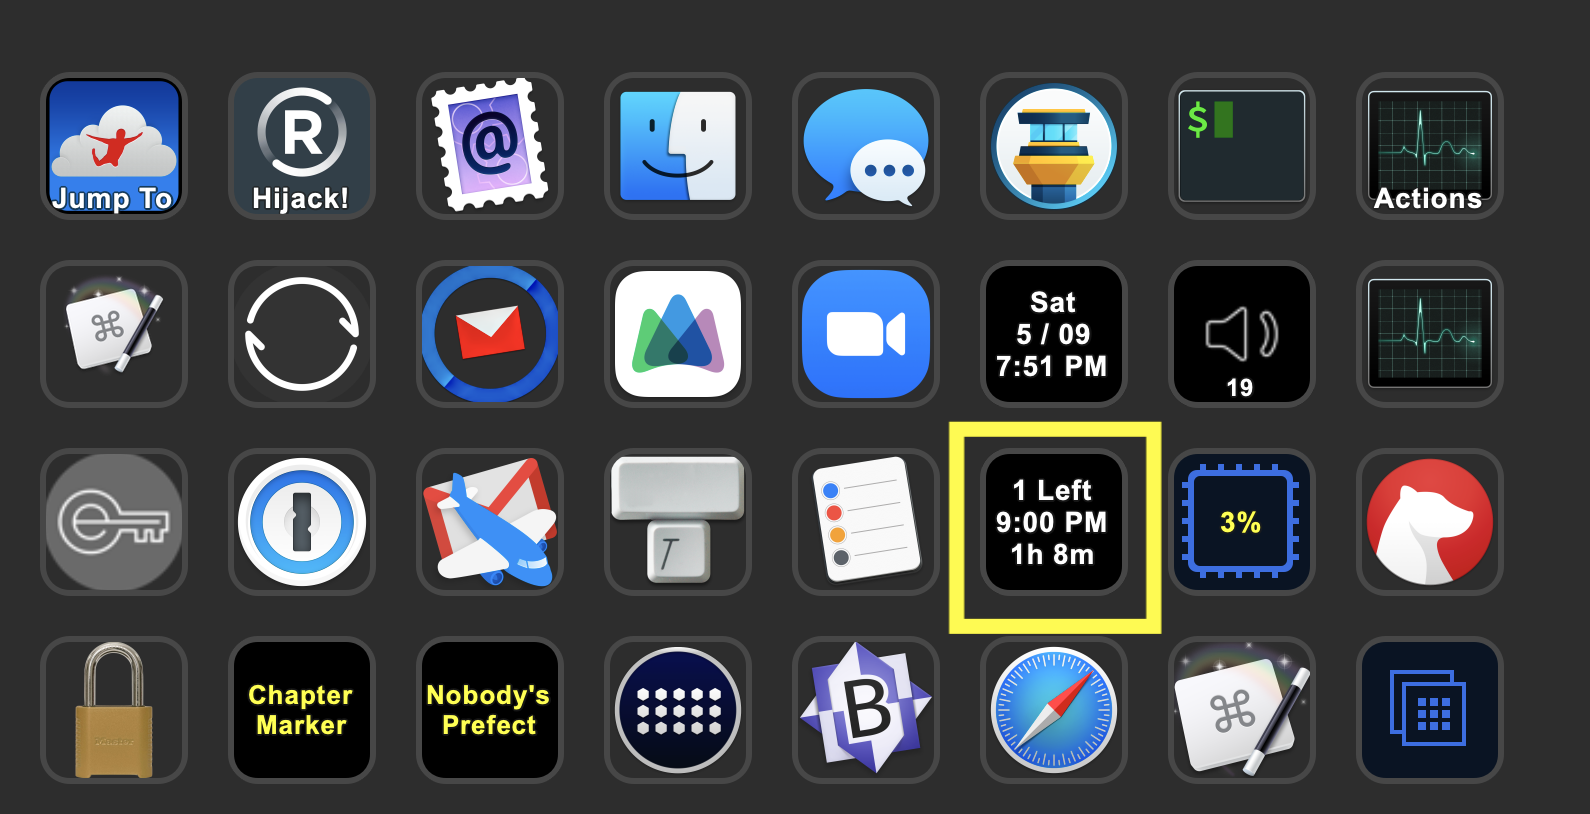 Jump To
R
Hijack!
@
$
Actions
⌘
Sat
5 / 09
7:51 PM
19
T
1 Left
9:00 PM
1h 8m
3%
Master
Chapter
Marker
Nobody's
Prefect
B
⌘